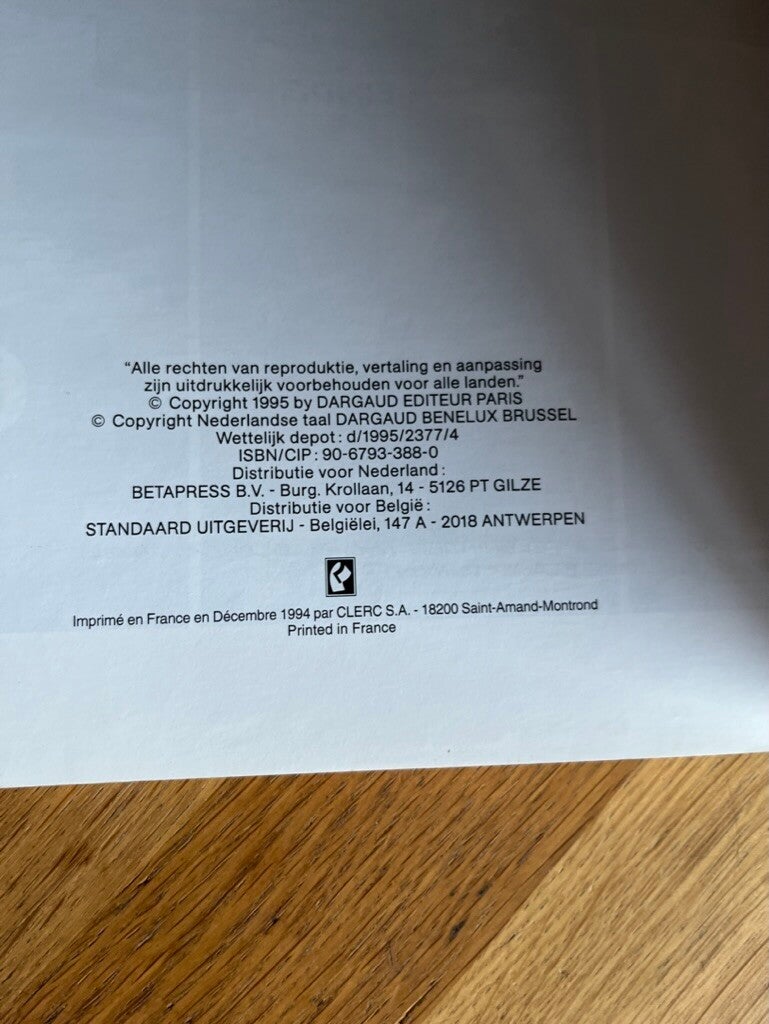 “Alle rechten van reproduktie, vertaling en aanpassing
zijn uitdrukkelijk voorbehouden voor alle landen.”
© Copyright 1995 by DARGAUD EDITEUR PARIS
© Copyright Nederlandse taal DARGAUD BENELUX BRUSSEL
Wettelijk depot : d/1995/2377/4
ISBN/CIP : 90-6793-388-0
Distributie voor Nederland :
BETAPRESS B.V. - Burg. Krollaan, 14 - 5126 PT GILZE
Distributie voor België :
STANDAARD UITGEVERIJ - Belgiëlei, 147 A - 2018 ANTWERPEN
Imprimé en France en Décembre 1994 par CLERC S.A. - 18200 Saint-Amand-Montrond
Printed in France